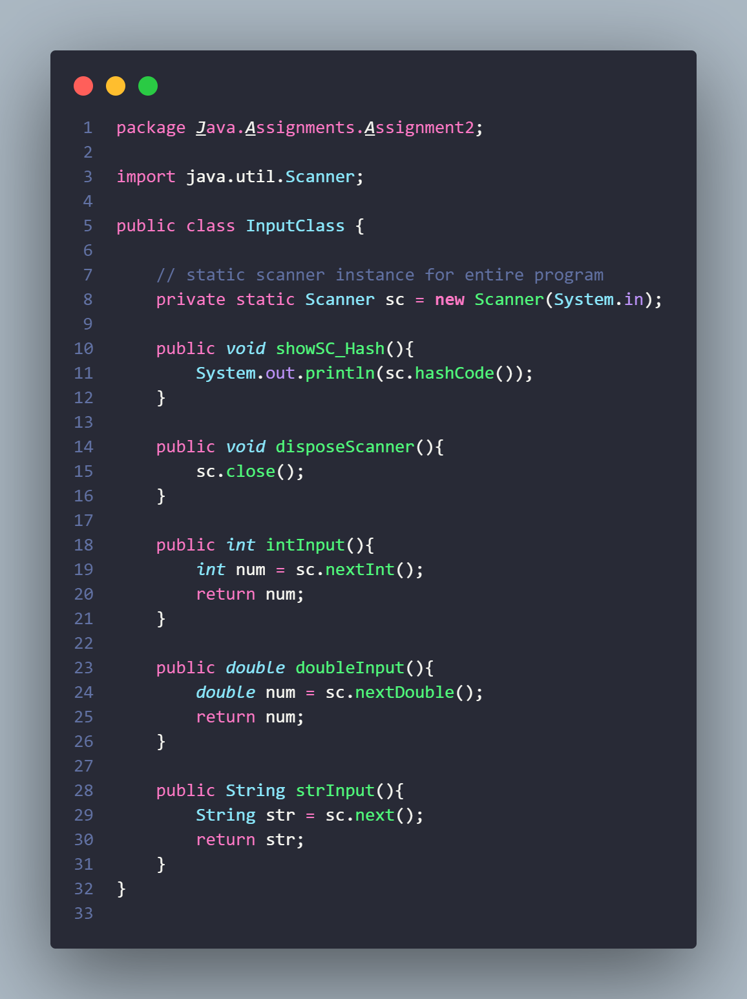 1 package Java.Assignments.Assignment2;
2
3 import java.util.Scanner;
4
5 public class InputClass {
6
7     // static scanner instance for entire program
8     private static Scanner sc = new Scanner(System.in);
9
10     public void showSC_Hash(){
11         System.out.println(sc.hashCode());
12     }
13
14     public void disposeScanner(){
15         sc.close();
16     }
17
18     public int intInput(){
19         int num = sc.nextInt();
20         return num;
21     }
22
23     public double doubleInput(){
24         double num = sc.nextDouble();
25         return num;
26     }
27
28     public String strInput(){
29         String str = sc.next();
30         return str;
31     }
32 }
33